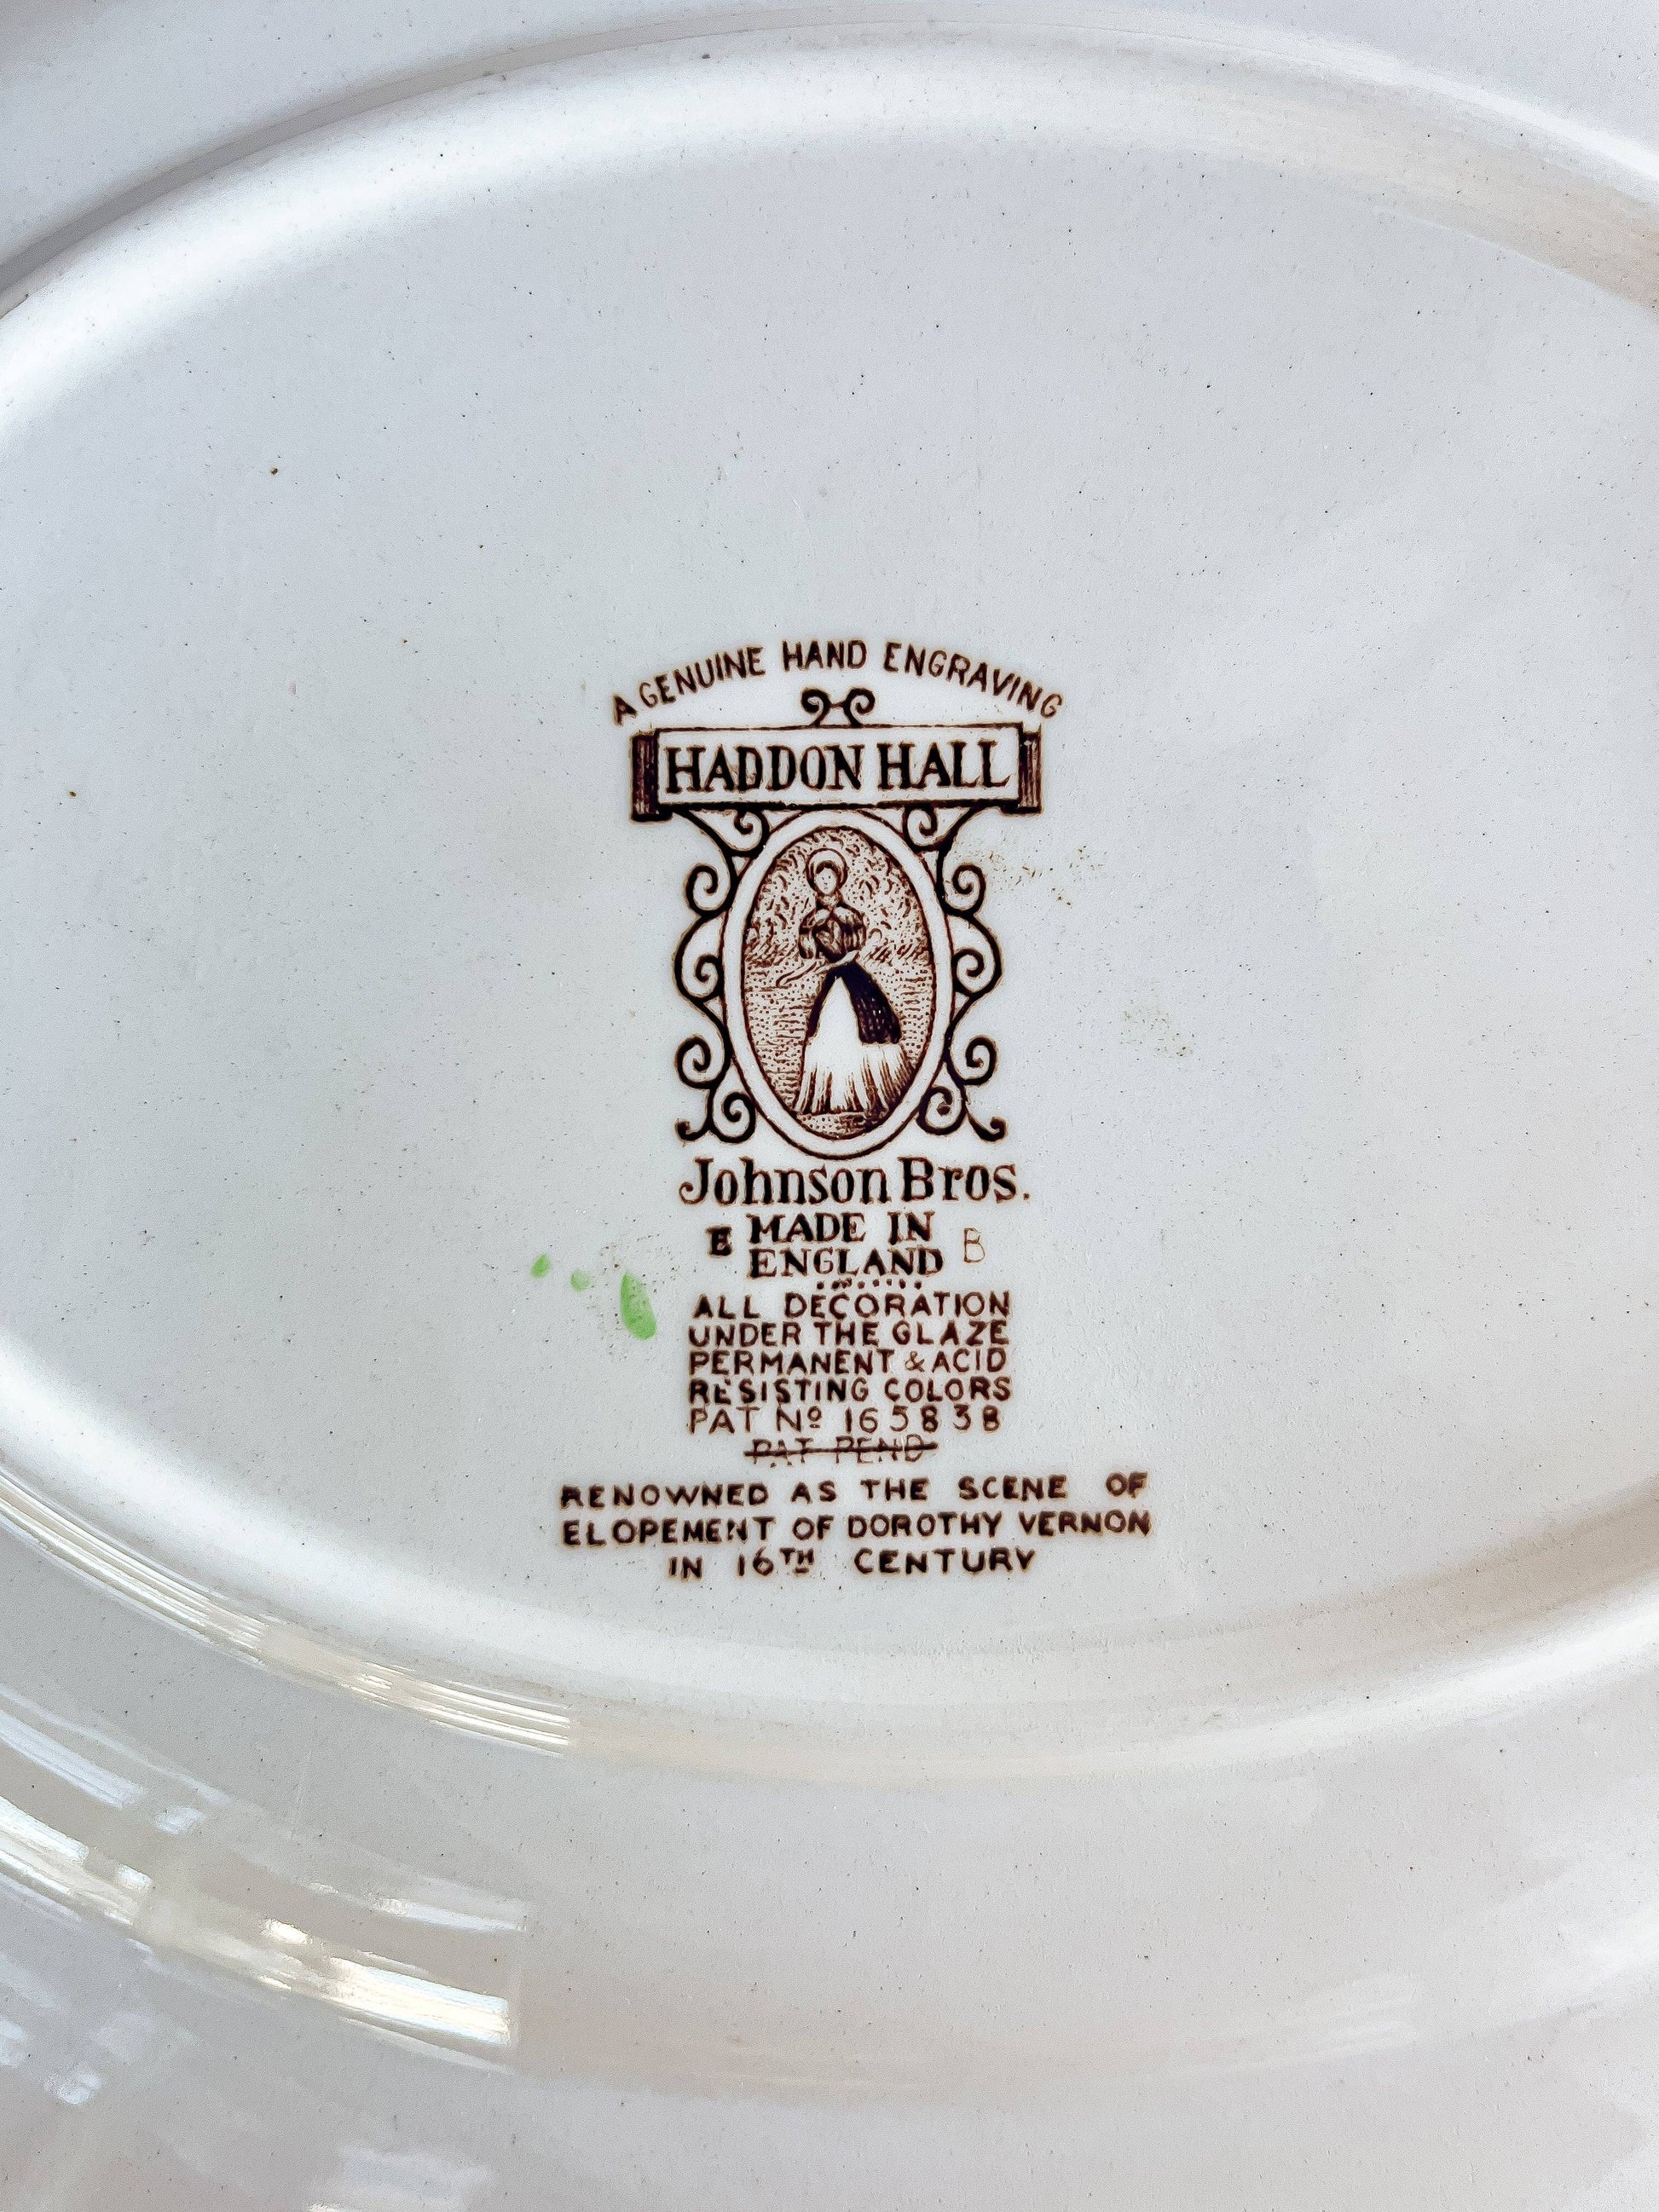 A GENUINE HAND ENGRAVING
HADDON HALL
Johnson Bros.
E MADE IN B
ENGLAND
ALL DECORATION
UNDER THE GLAZE
PERMANENT & ACID
RESISTING COLORS
PAT Nº 165838
PAT PEND
RENOWNED AS THE SCENE OF
ELOPEMENT OF DOROTHY VERNON
IN 16TH CENTURY